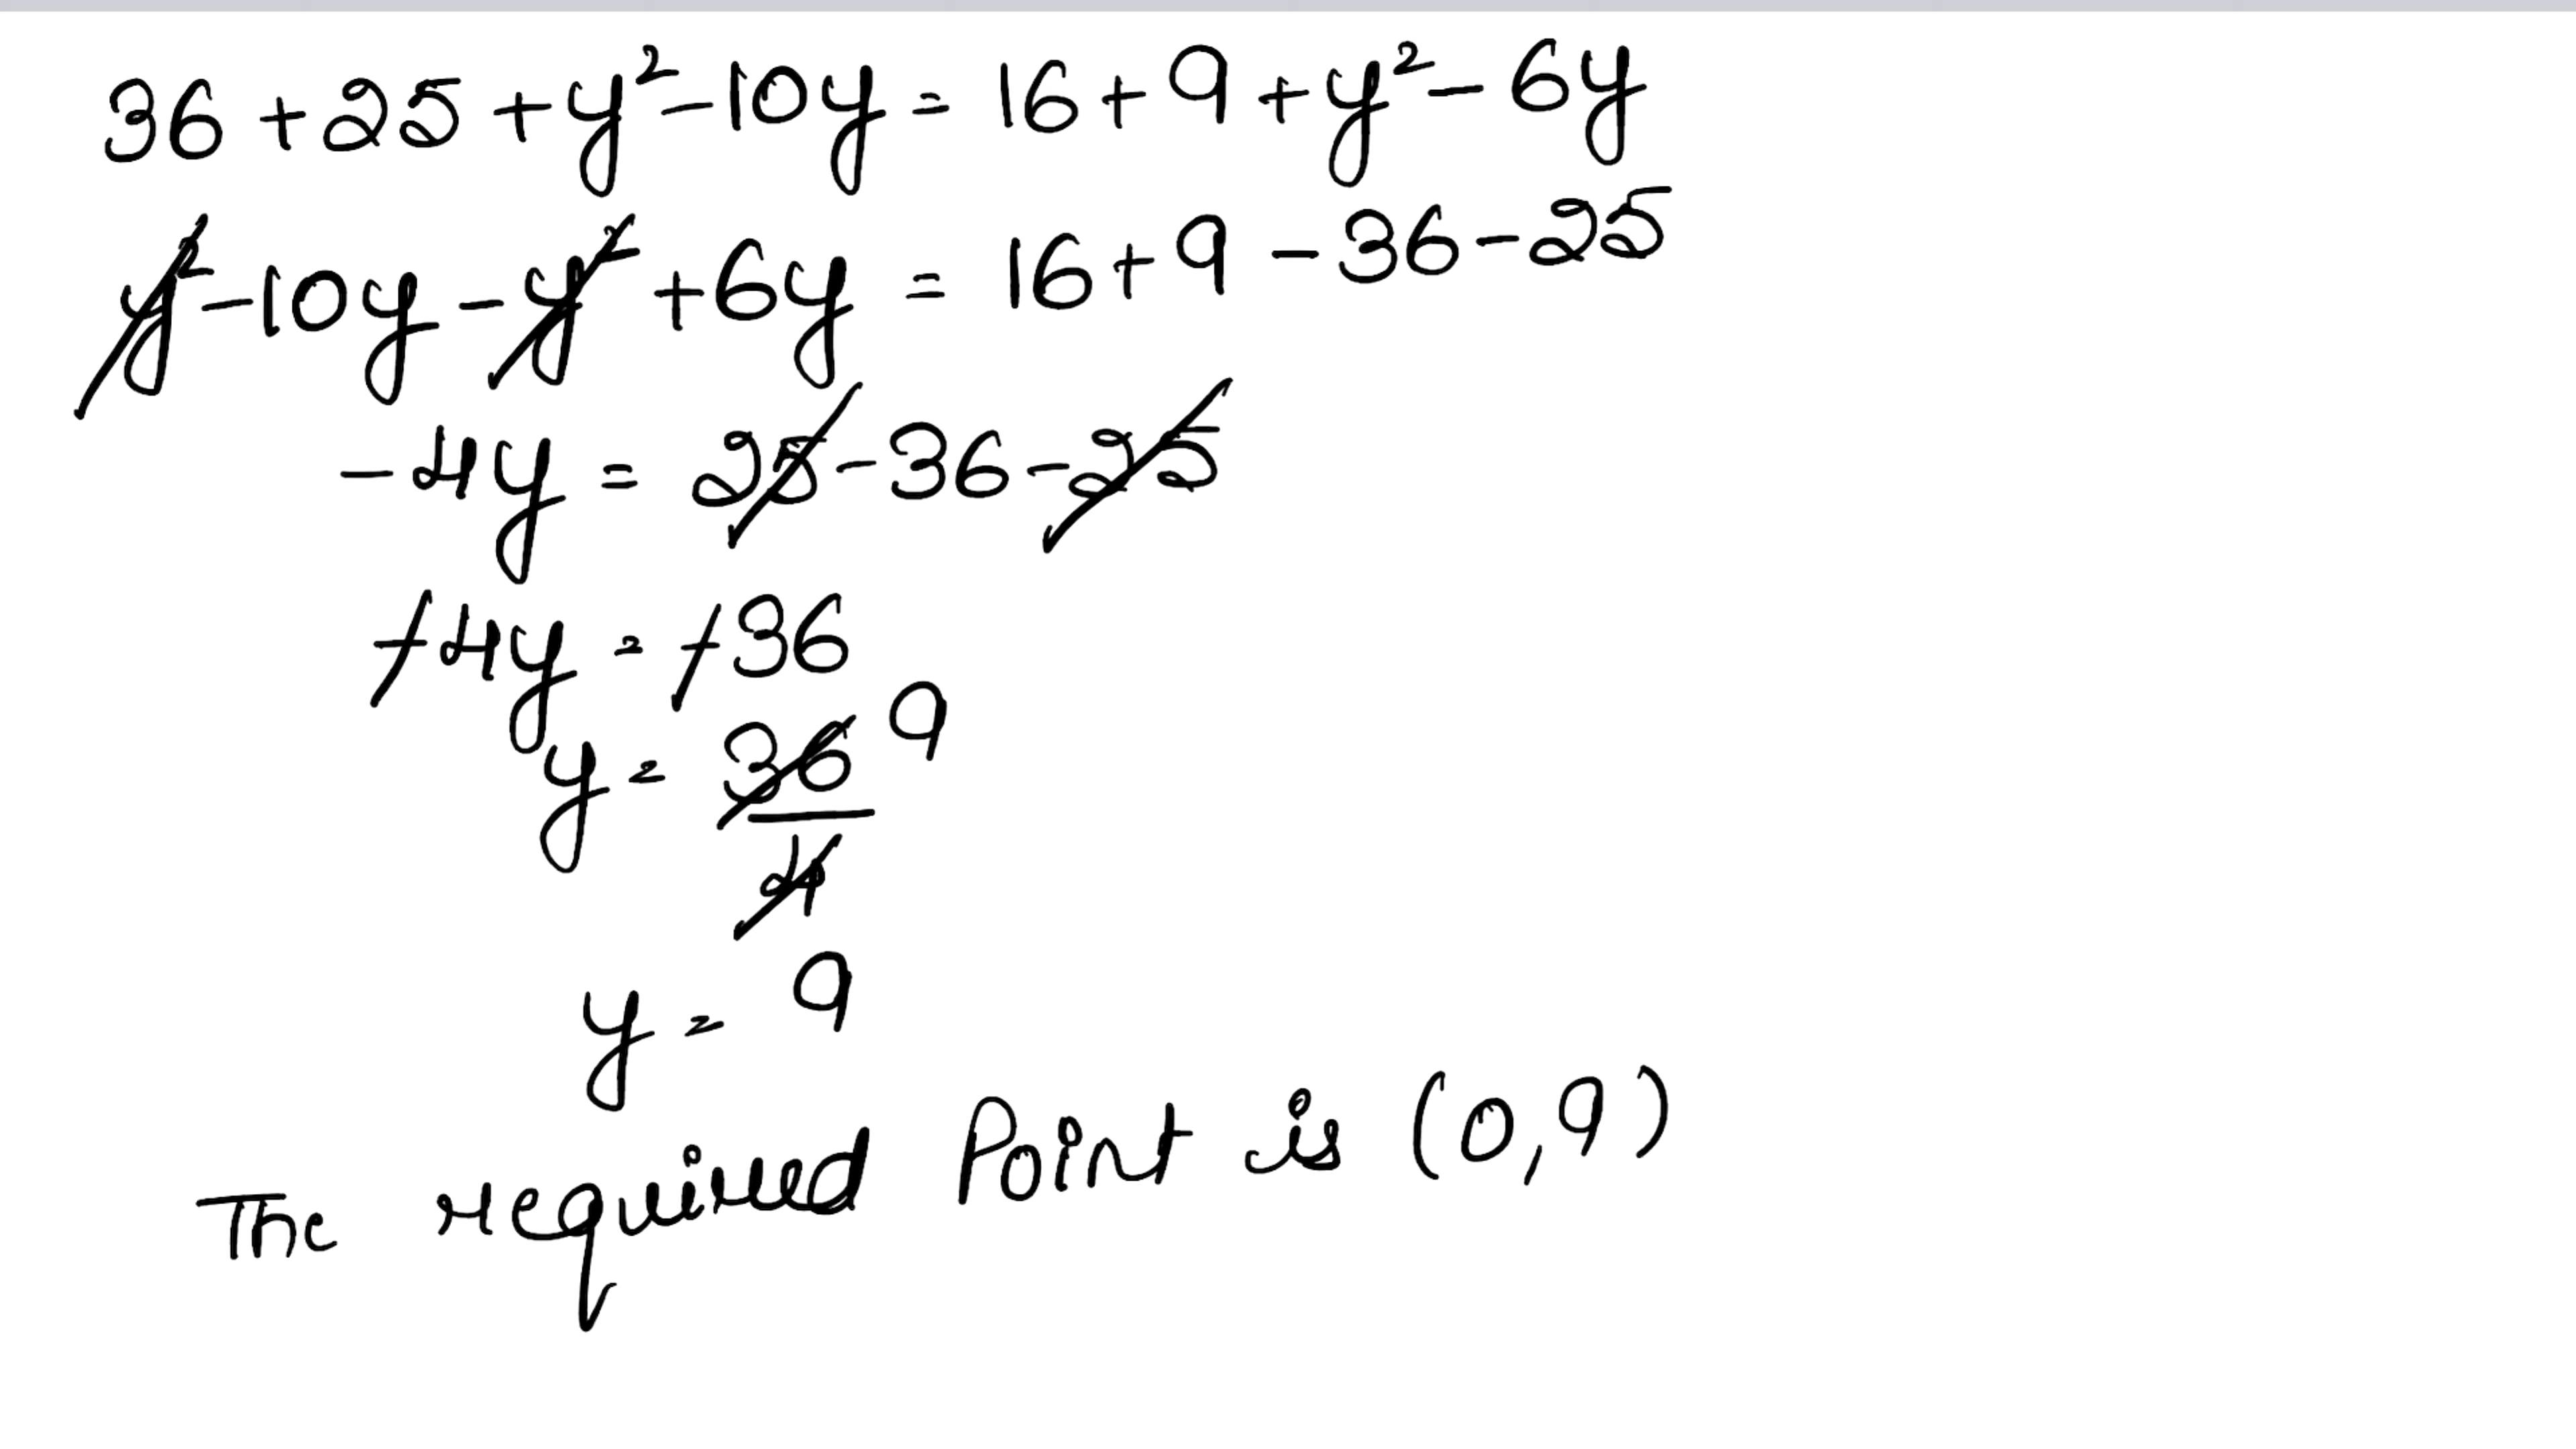 36 + 25 + y² - 10y = 16 + 9 + y² - 6y
y² - 10y - y² + 6y = 16 + 9 - 36 - 25
- 4y = 25 - 36 - 25
- 4y = - 36
y = 36/4 9
y = 9
The required Point is (0,9)